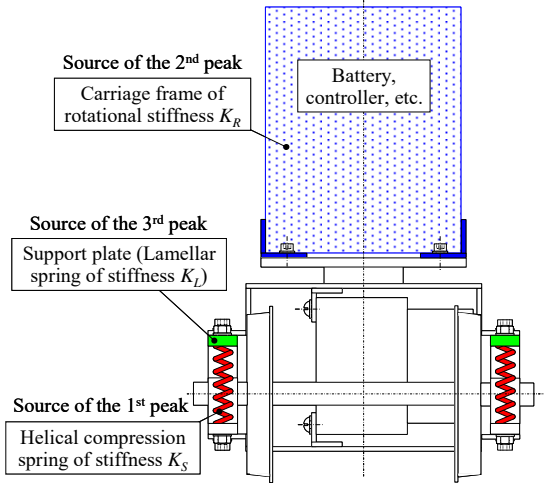 Source of the 2nd peak
Carriage frame of
rotational stiffness KR
Battery,
controller, etc.
Source of the 3rd peak
Support plate (Lamellar
spring of stiffness KL)
Source of the 1st peak
Helical compression
spring of stiffness KS